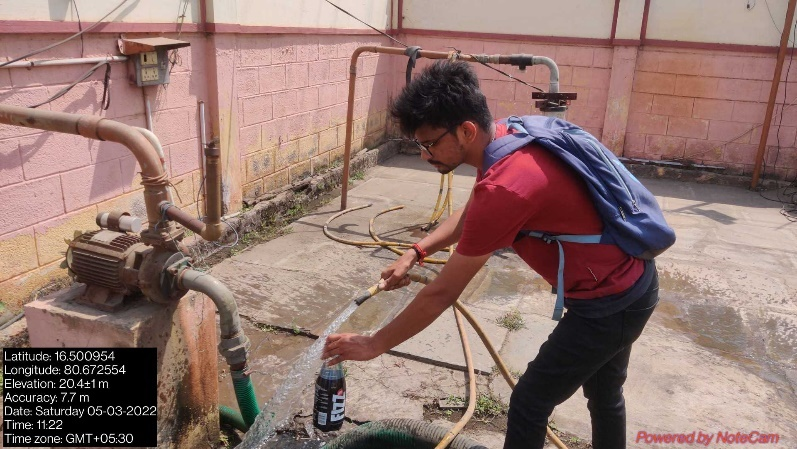 Latitude: 16.500954
Longitude: 80.672554
Elevation: 20.4±1 m
Accuracy: 7.7 m
Date: Saturday 05-03-2022
Time: 11:22
Time zone: GMT+05:30
Powered by NoteCam